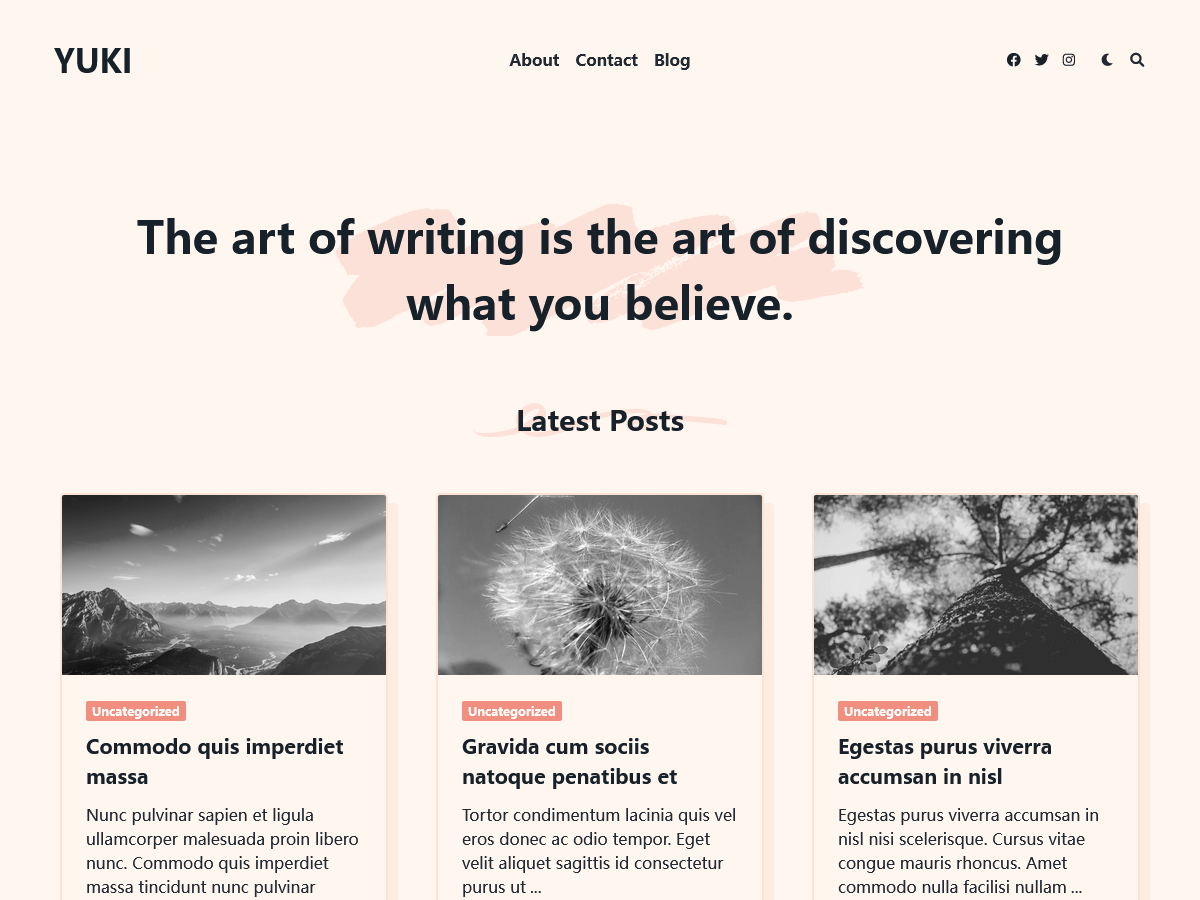 YUKI
About Contact Blog
The art of writing is the art of discovering
what you believe.
Latest Posts
Uncategorized
Commodo quis imperdiet
massa
Nunc pulvinar sapien et ligula
ullamcorper malesuada proin libero
nunc. Commodo quis imperdiet
massa tincidunt nunc pulvinar
Uncategorized
Gravida cum sociis
natoque penatibus et
Tortor condimentum lacinia quis vel
eros donec ac odio tempor. Eget
velit aliquet sagittis id consectetur
purus ut ...
Uncategorized
Egestas purus viverra
accumsan in nisl
Egestas purus viverra accumsan in
nisl nisi scelerisque. Cursus vitae
congue mauris rhoncus. Amet
commodo nulla facilisi nullam ...